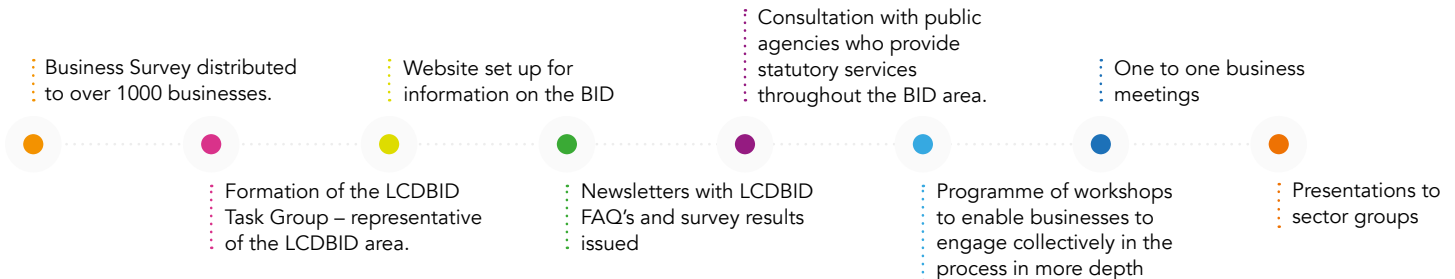 Business Survey distributed
to over 1000 businesses.
Formation of the LCDBID
Task Group – representative
of the LCDBID area.
Website set up for
information on the BID
Newsletters with LCDBID
FAQ's and survey results
issued
Consultation with public
agencies who provide
statutory services
throughout the BID area.
Programme of workshops
to enable businesses to
engage collectively in the
process in more depth
One to one business
meetings
Presentations to
sector groups